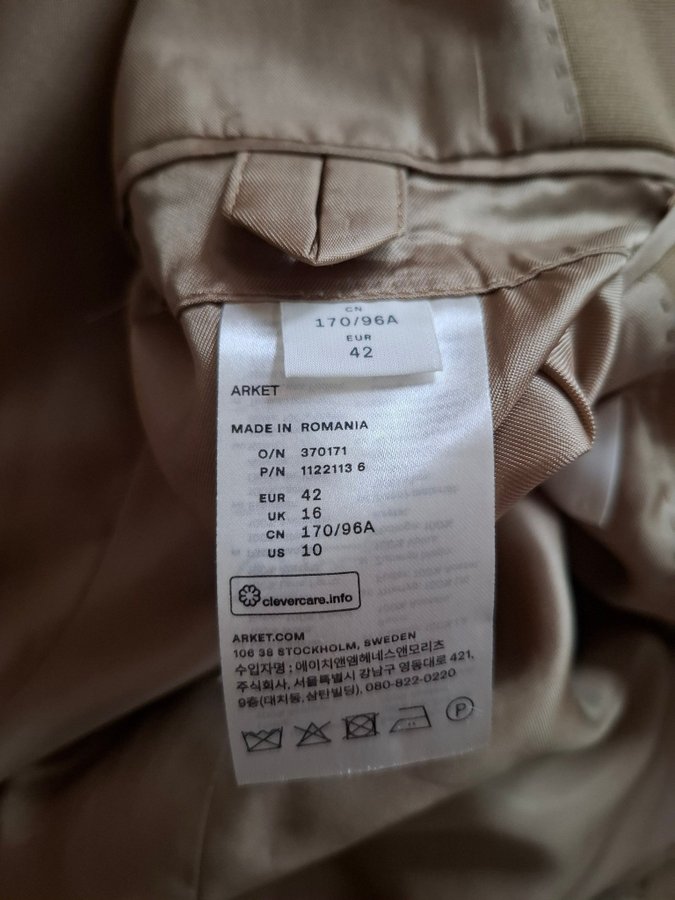 CN
170/96A
EUR
42
ARKET
MADE IN ROMANIA
O/N 370171
P/N 1122113 6
EUR 42
UK 16
CN 170/96A
US 10
clevercare.info
ARKET.COM
106 38 STOCKHOLM, SWEDEN
수입자명 : 에이치앤엠헤네스앤모리츠
주식회사, 서울특별시 강남구 영동대로 421,
9층(대치동,삼탄빌딩), 080-822-0220
P